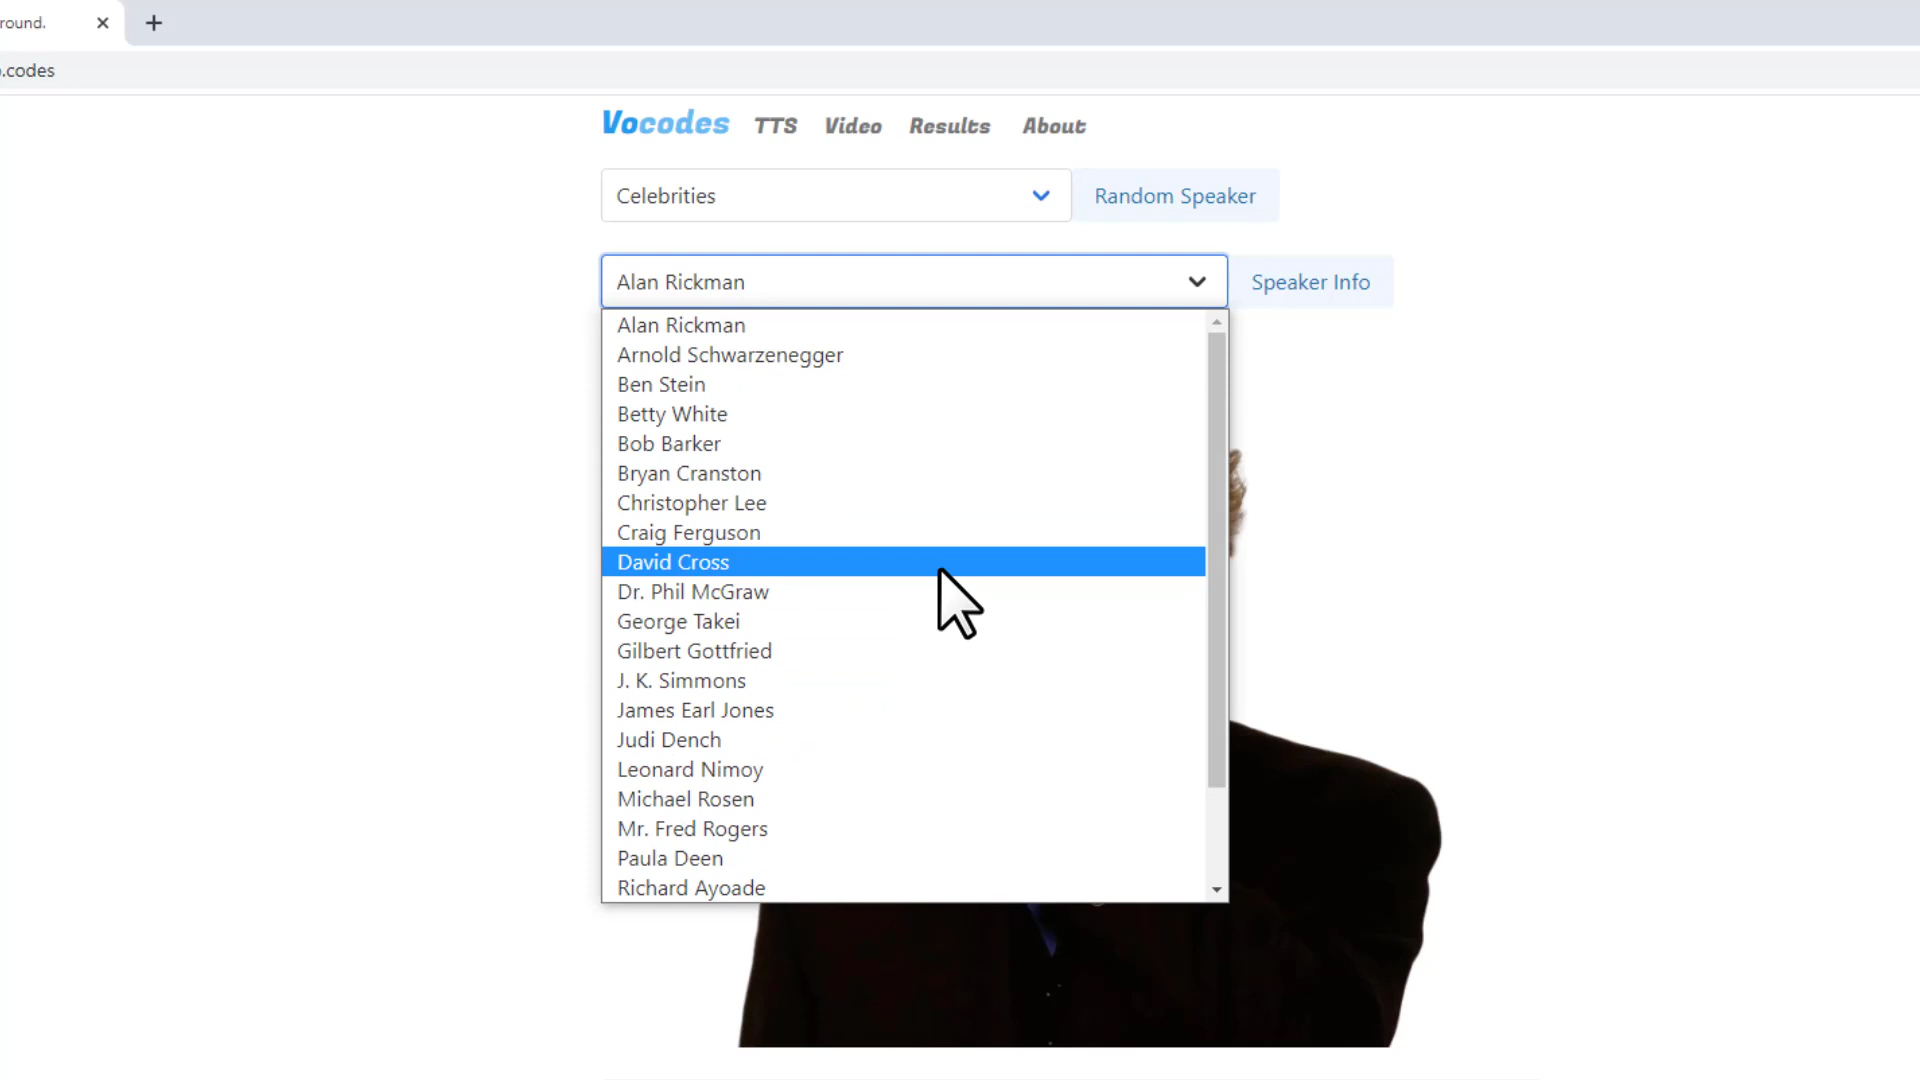 round.
.codes
Vocodes TTS Video Results About
Celebrities
Random Speaker
Alan Rickman
Speaker Info
Alan Rickman
Arnold Schwarzenegger
Ben Stein
Betty White
Bob Barker
Bryan Cranston
Christopher Lee
Craig Ferguson
David Cross
Dr. Phil McGraw
George Takei
Gilbert Gottfried
J. K. Simmons
James Earl Jones
Judi Dench
Leonard Nimoy
Michael Rosen
Mr. Fred Rogers
Paula Deen
Richard Ayoade